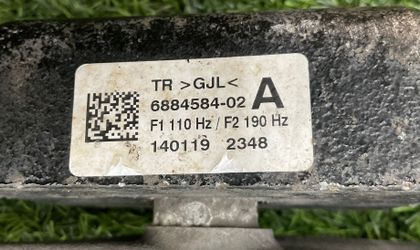 TR >GJL<
6884584-02 A
F1 110 Hz / F2 190 Hz
140119 2348